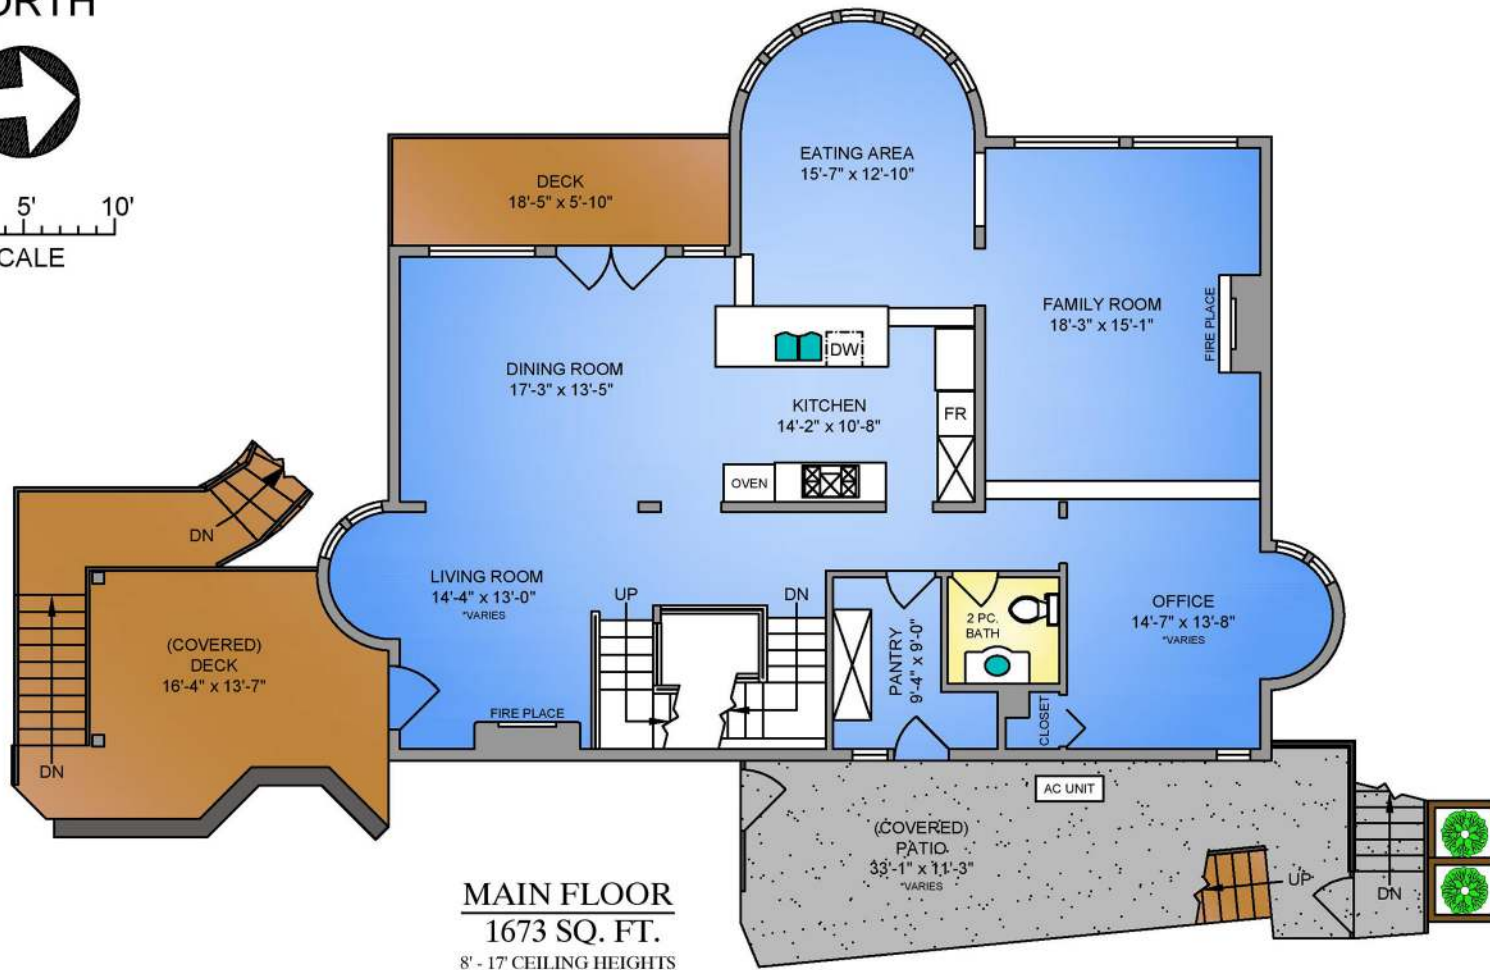 EATING AREA
15'-7" x 12'-10"
DECK
18'-5" x 5'-10"
5' 10'
FAMILY ROOM
18'-3" x 15'-1"
FIRE PLACE
DW
DINING ROOM
17'-3" x 13'-5"
KITCHEN
14'-2" x 10'-8"
FR
OVEN
DN
LIVING ROOM
14'-4" x 13'-0"
*VARIES
UP
DN
2 PC.
BATH
OFFICE
14'-7" x 13'-8"
*VARIES
(COVERED)
DECK
16'-4" x 13'-7"
PANTRY
9'-4" x 9'-0"
FIRE PLACE
CLOSET
DN
AC UNIT
(COVERED)
PATIO
33'-1" x 11'-3"
*VARIES
UP
DN
MAIN FLOOR
1673 SQ. FT.
8' - 17' CEILING HEIGHTS